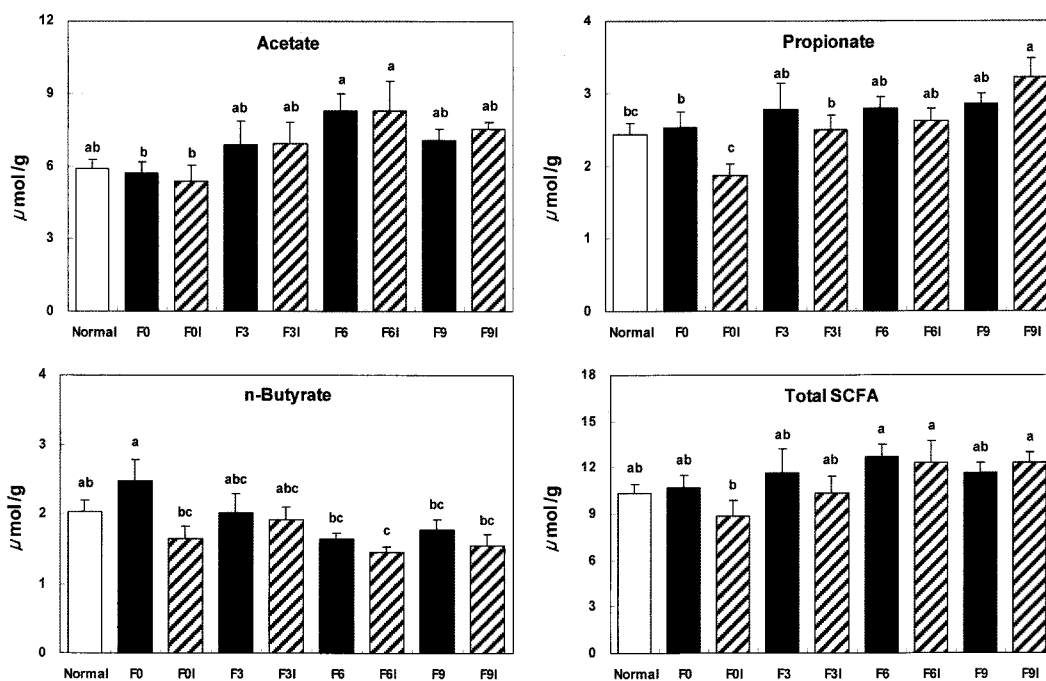 Acetate
μmol/g
12
9
6
3
0
ab b b ab ab a a ab ab
Normal F0 F0I F3 F3I F6 F6I F9 F9I
Propionate
μmol/g
4
3
2
1
0
bc b c ab b ab ab ab a
Normal F0 F0I F3 F3I F6 F6I F9 F9I
n-Butyrate
μmol/g
4
3
2
1
0
ab a bc abc abc bc c bc bc
Normal F0 F0I F3 F3I F6 F6I F9 F9I
Total SCFA
μmol/g
18
15
12
9
6
3
0
ab ab b ab ab a a ab a
Normal F0 F0I F3 F3I F6 F6I F9 F9I